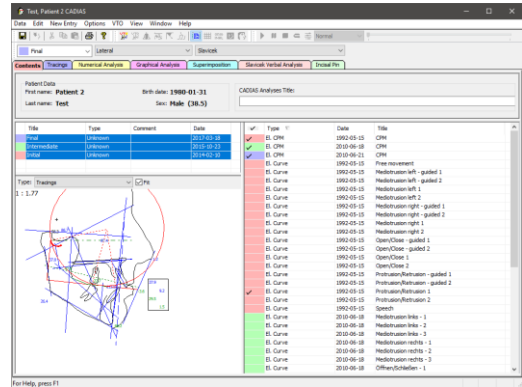 Test, Patient 2 CADIAS
Data Edit New Entry Options VTO View Window Help
Normal
Final Lateral Slavicek
Contents Tracings Numerical Analysis Graphical Analysis Superimposition Slavicek Verbal Analysis Incisal Pin
Patient Data
First name: Patient 2 Birth date: 1980-01-31
Last name: Test Sex: Male (38.5)
CADIAS Analyses Title:
Title Type Comment Date
Final Unknown 2017-03-18
Intermediate Unknown 2015-10-23
Initial Unknown 2014-02-10
Type: Tracings Fit
1 : 1.77
Type Date Title
El. CPM 1992-05-15 CPM
El. CPM 2010-06-18 CPM
El. CPM 2010-06-21 CPM
El. Curve 1992-05-15 Free movement
El. Curve 1992-05-15 Mediotrusion left - guided 1
El. Curve 1992-05-15 Mediotrusion left - guided 2
El. Curve 1992-05-15 Mediotrusion left 1
El. Curve 1992-05-15 Mediotrusion left 2
El. Curve 1992-05-15 Mediotrusion right - guided 1
El. Curve 1992-05-15 Mediotrusion right - guided 2
El. Curve 1992-05-15 Mediotrusion right 1
El. Curve 1992-05-15 Mediotrusion right 2
El. Curve 1992-05-15 Open/Close - guided 1
El. Curve 1992-05-15 Open/Close - guided 2
El. Curve 1992-05-15 Open/Close 1
El. Curve 1992-05-15 Open/Close 2
El. Curve 1992-05-15 Protrusion/Retrusion - guided 1
El. Curve 1992-05-15 Protrusion/Retrusion - guided 2
El. Curve 1992-05-15 Protrusion/Retrusion 1
El. Curve 1992-05-15 Protrusion/Retrusion 2
El. Curve 1992-05-15 Speech
El. Curve 2010-06-18 Mediotrusion links - 1
El. Curve 2010-06-18 Mediotrusion links - 2
El. Curve 2010-06-18 Mediotrusion links - 3
El. Curve 2010-06-18 Mediotrusion rechts - 1
El. Curve 2010-06-18 Mediotrusion rechts - 2
El. Curve 2010-06-18 Mediotrusion rechts - 3
El. Curve 2010-06-18 Öffnen/Schließen - 1
For Help, press F1